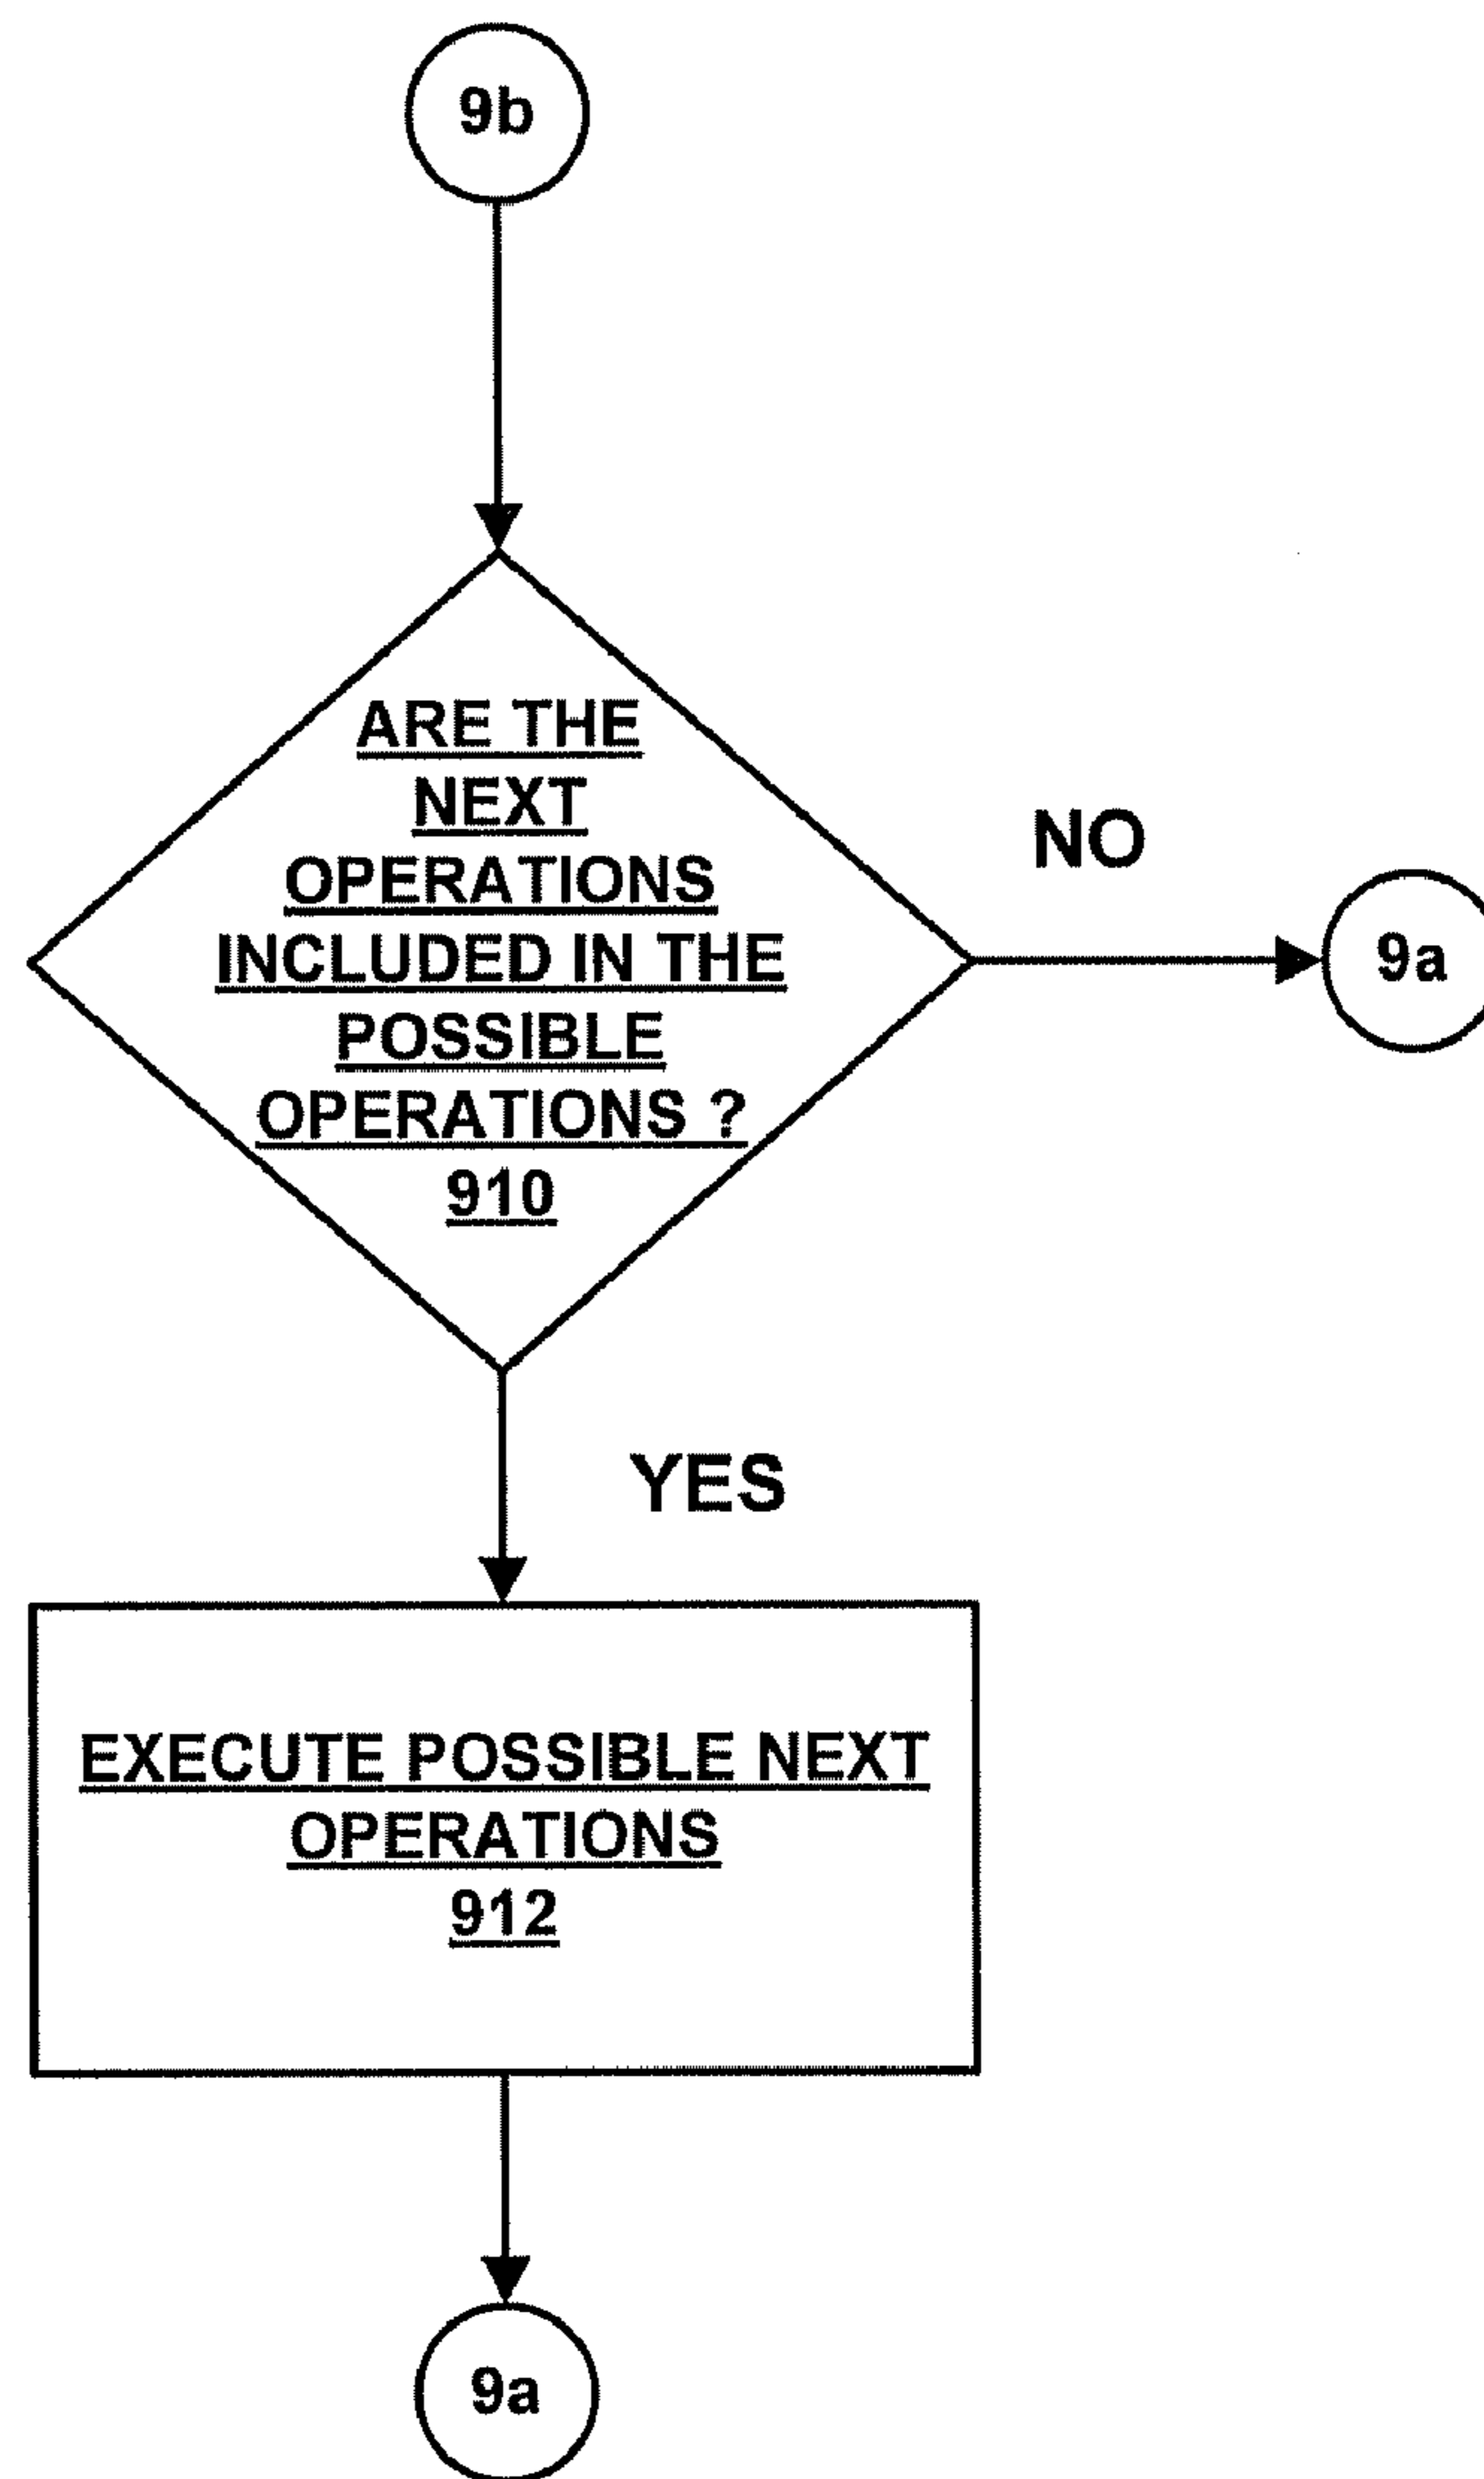 9b
ARE THE
NEXT
OPERATIONS
INCLUDED IN THE
POSSIBLE
OPERATIONS ?
910
NO
9a
YES
EXECUTE POSSIBLE NEXT
OPERATIONS
912
9a